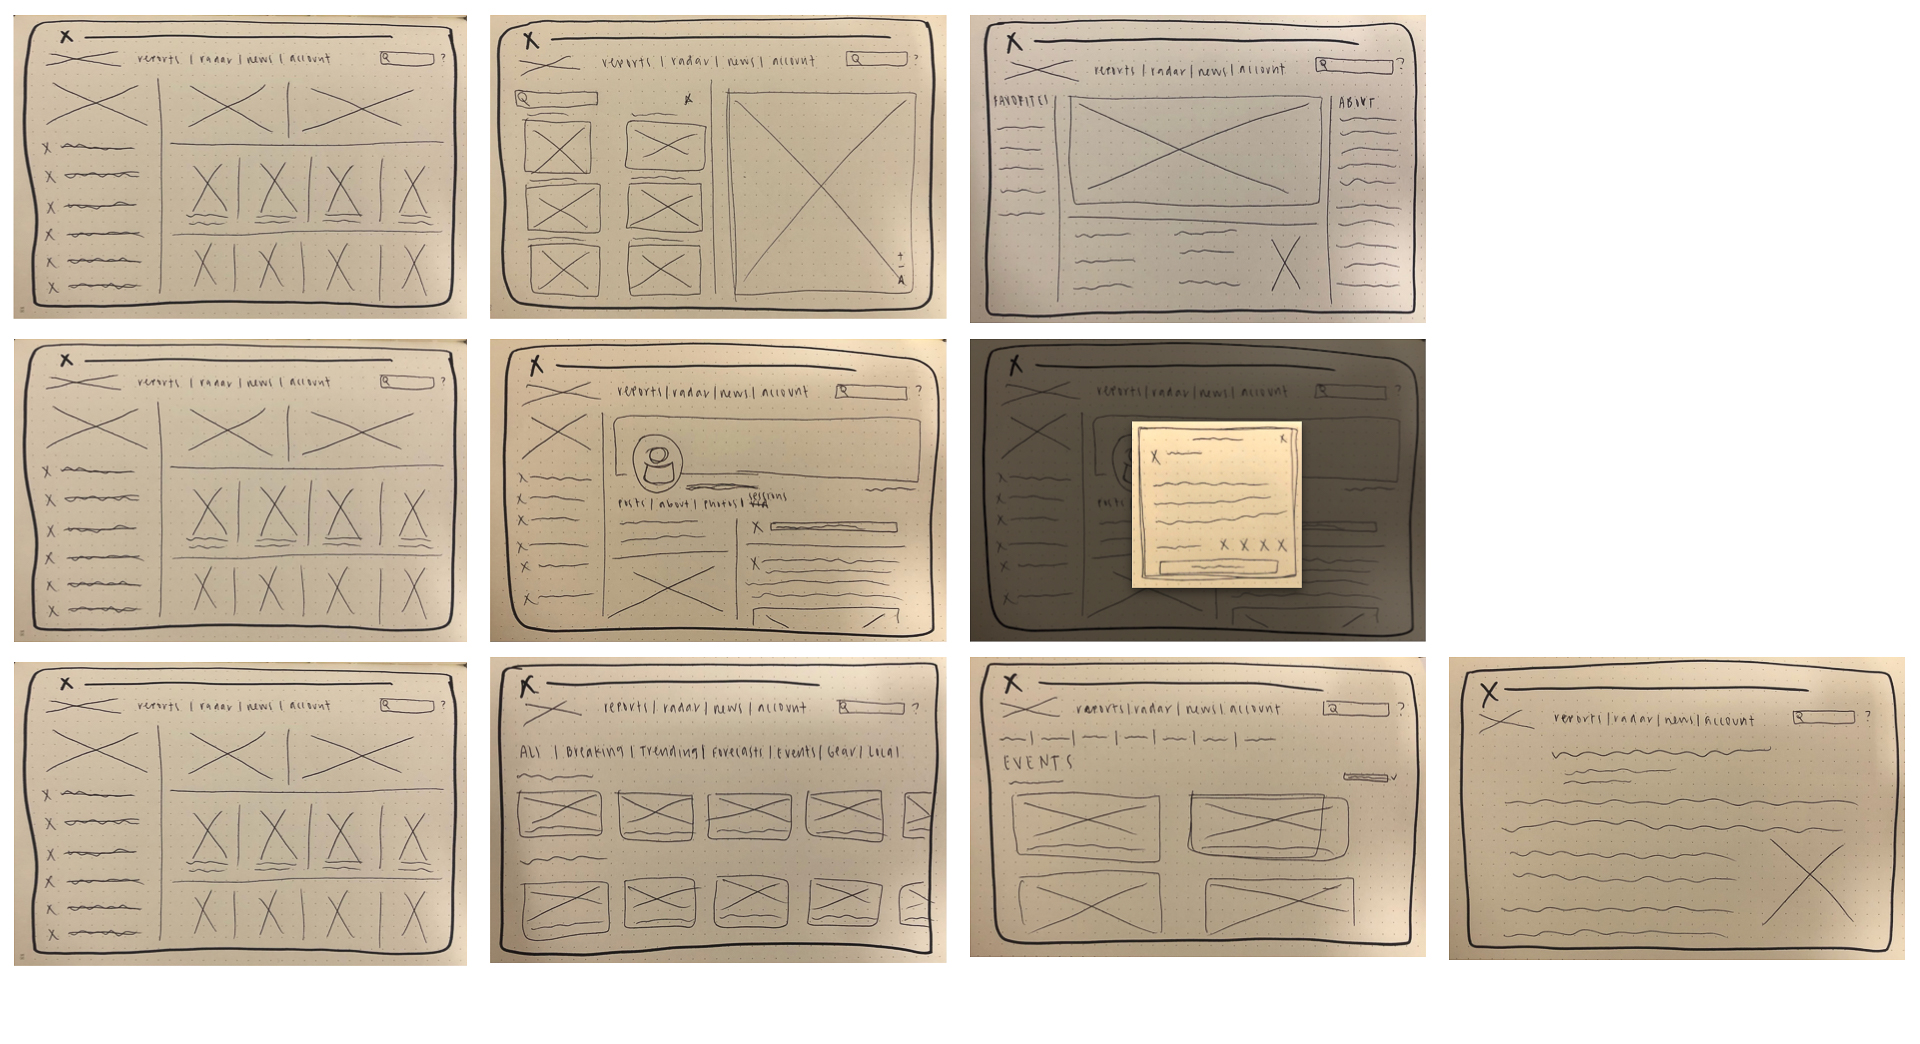 reports | radar | news | account ?
reports | radar | news | account ?
+
-
reports | radar | news | account ?
FAVORITES
ABOUT
reports | radar | news | account ?
reports | radar | news | account ?
posts | about | photos | sessions
reports | radar | news | account ?
posts
reports | radar | news | account ?
reports | radar | news | account ?
ALL | Breaking | Trending | Forecasts | Events | Gear | Local
reports | radar | news | account ?
EVENTS
reports | radar | news | account ?